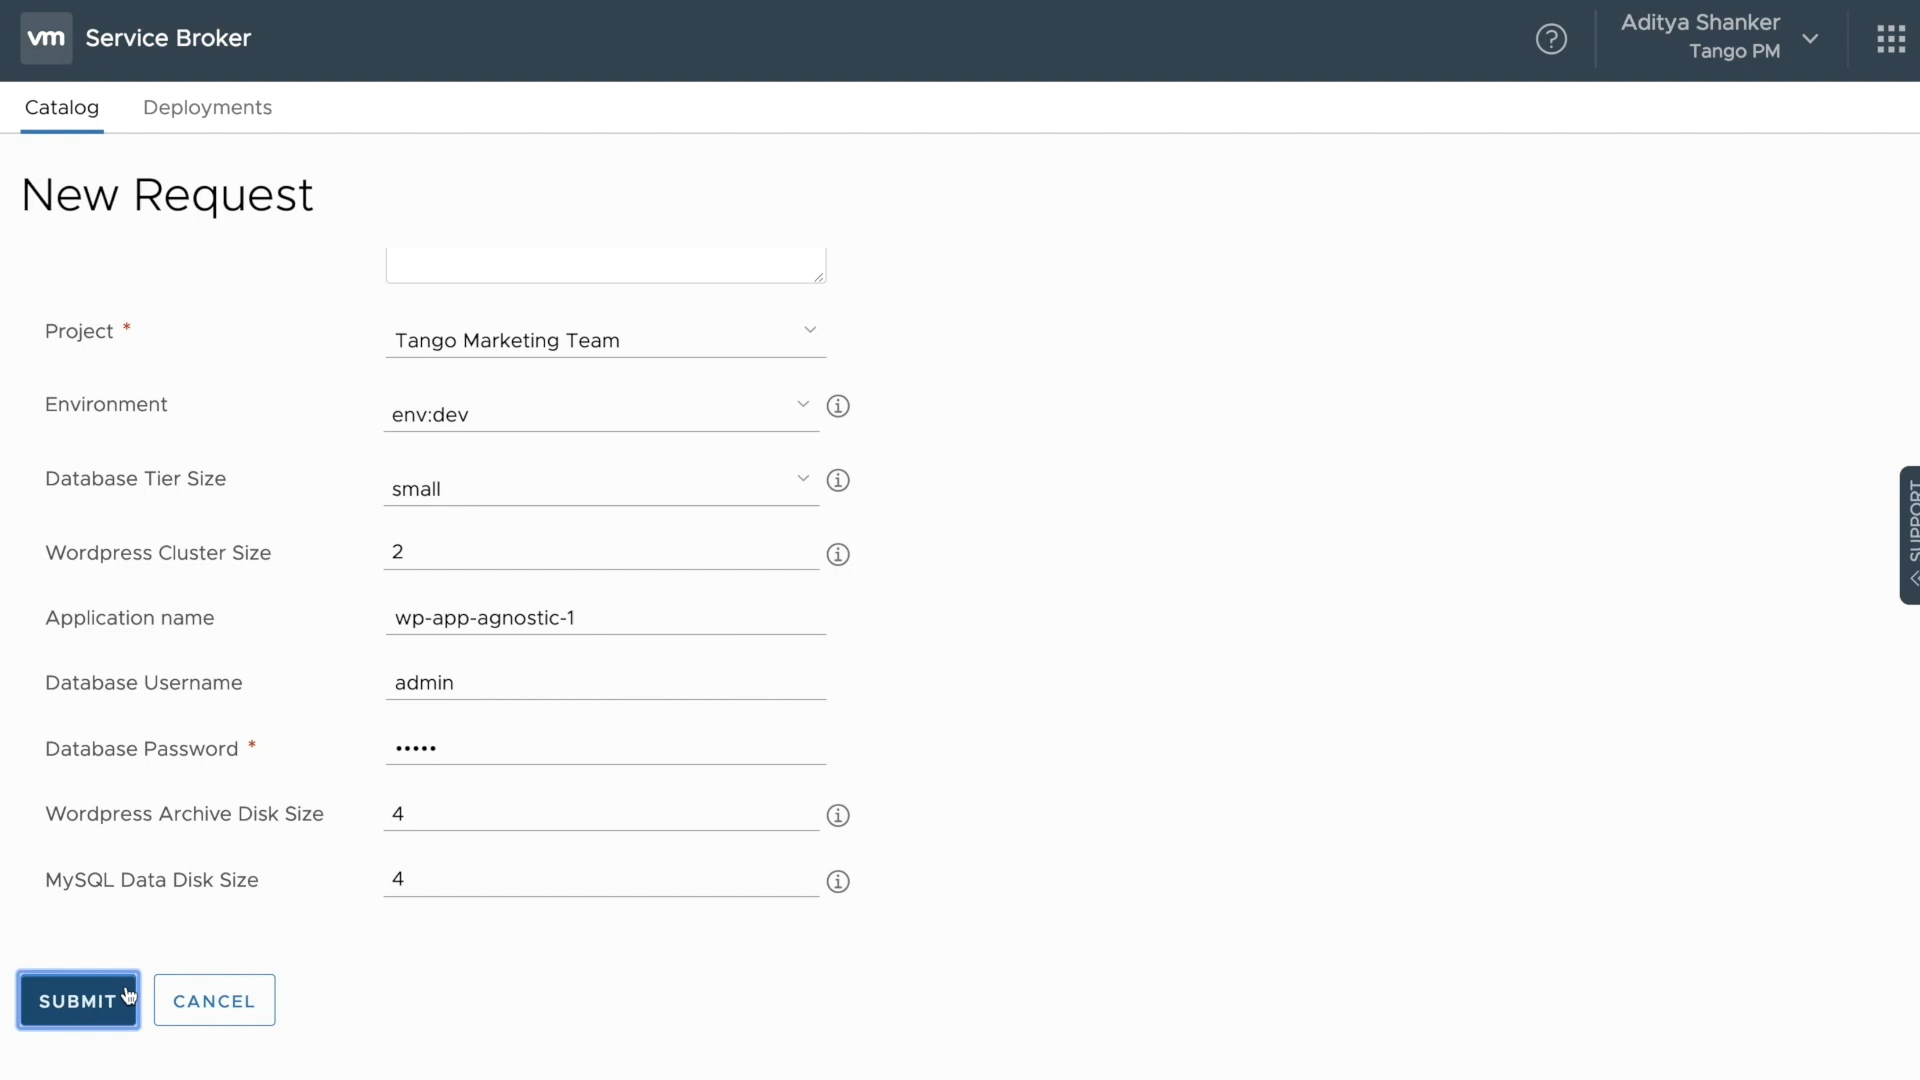 vm Service Broker
Aditya Shanker
Tango PM
Catalog Deployments
New Request
Project * Tango Marketing Team
Environment env:dev
Database Tier Size small
Wordpress Cluster Size 2
Application name wp-app-agnostic-1
Database Username admin
Database Password * •••••
Wordpress Archive Disk Size 4
MySQL Data Disk Size 4
SUBMIT CANCEL
SUPPORT